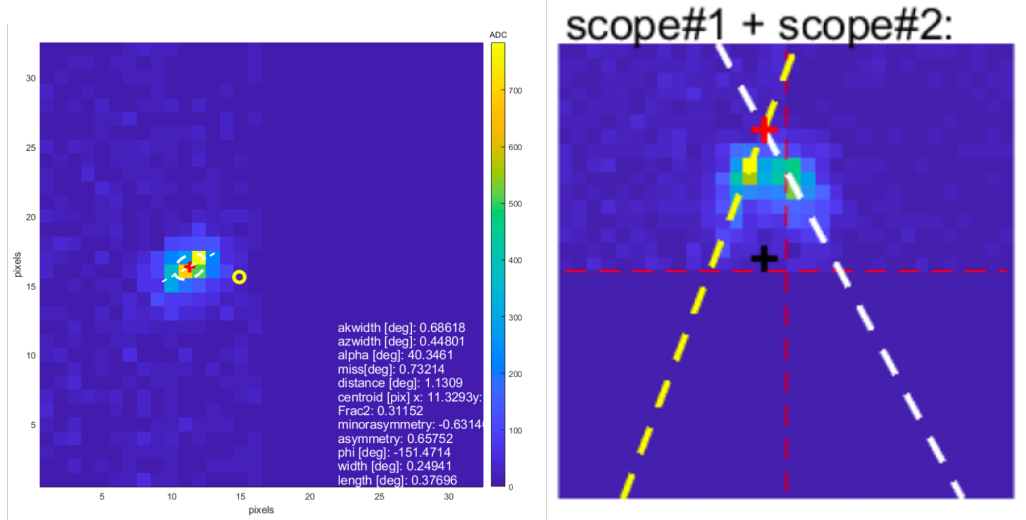 scope#1 + scope#2:
ADC
30
25
20
15
10
5
pixels
700
600
500
400
300
200
100
0
akwidth [deg]: 0.68618
azwidth [deg]: 0.44801
alpha [deg]: 40.3461
miss[deg]: 0.73214
distance [deg]: 1.1309
centroid [pix] x: 11.3293y:
Frac2: 0.31152
minorasymmetry: -0.6314
asymmetry: 0.65752
phi [deg]: -151.4714
width [deg]: 0.24941
length [deg]: 0.37696
5
10
15
20
25
30
pixels